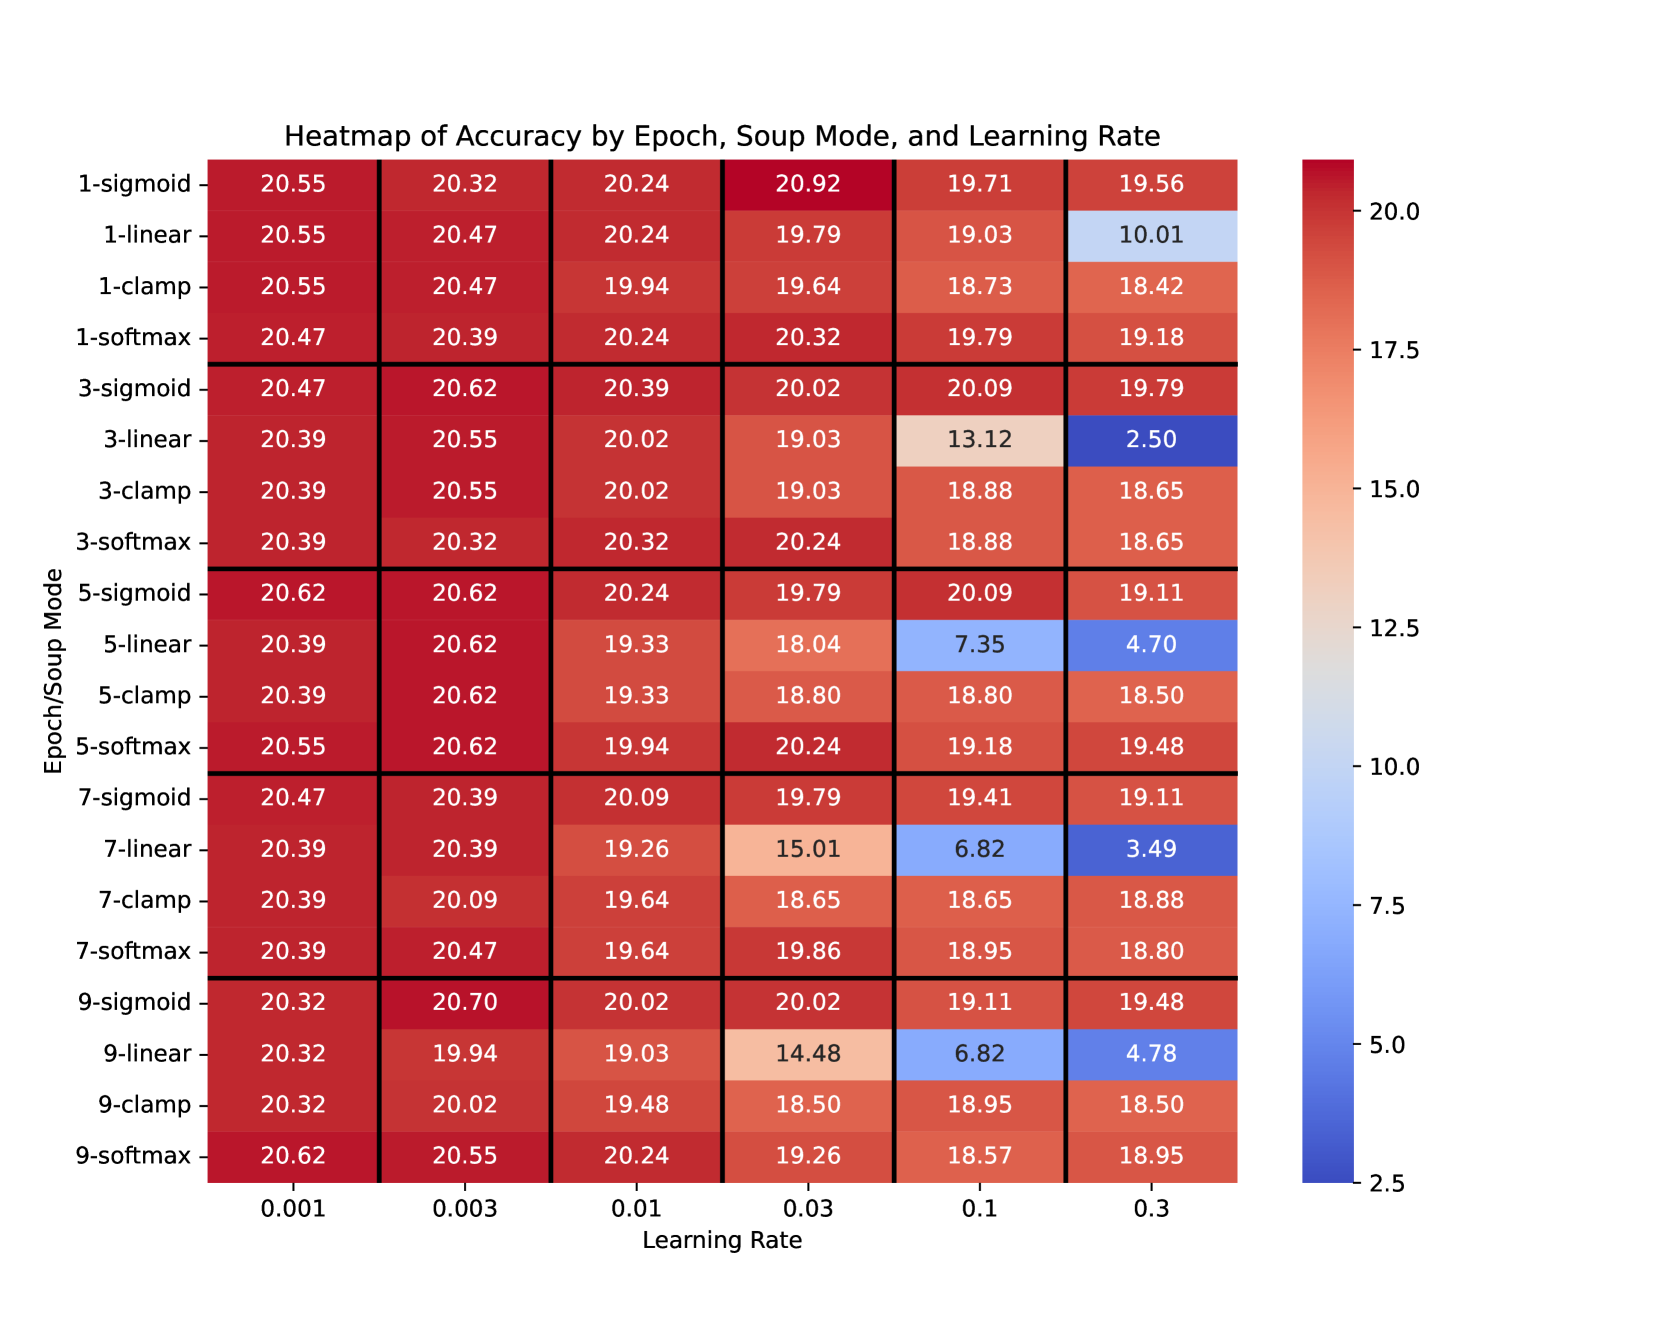 Heatmap of Accuracy by Epoch, Soup Mode, and Learning Rate
1-sigmoid 20.55 20.32 20.24 20.92 19.71 19.56
1-linear 20.55 20.47 20.24 19.79 19.03 10.01
1-clamp 20.55 20.47 19.94 19.64 18.73 18.42
1-softmax 20.47 20.39 20.24 20.32 19.79 19.18
3-sigmoid 20.47 20.62 20.39 20.02 20.09 19.79
3-linear 20.39 20.55 20.02 19.03 13.12 2.50
3-clamp 20.39 20.55 20.02 19.03 18.88 18.65
3-softmax 20.39 20.32 20.32 20.24 18.88 18.65
5-sigmoid 20.62 20.62 20.24 19.79 20.09 19.11
5-linear 20.39 20.62 19.33 18.04 7.35 4.70
5-clamp 20.39 20.62 19.33 18.80 18.80 18.50
5-softmax 20.55 20.62 19.94 20.24 19.18 19.48
7-sigmoid 20.47 20.39 20.09 19.79 19.41 19.11
7-linear 20.39 20.39 19.26 15.01 6.82 3.49
7-clamp 20.39 20.09 19.64 18.65 18.65 18.88
7-softmax 20.39 20.47 19.64 19.86 18.95 18.80
9-sigmoid 20.32 20.70 20.02 20.02 19.11 19.48
9-linear 20.32 19.94 19.03 14.48 6.82 4.78
9-clamp 20.32 20.02 19.48 18.50 18.95 18.50
9-softmax 20.62 20.55 20.24 19.26 18.57 18.95
0.001 0.003 0.01 0.03 0.1 0.3
Learning Rate
Epoch/Soup Mode
20.0
17.5
15.0
12.5
10.0
7.5
5.0
2.5